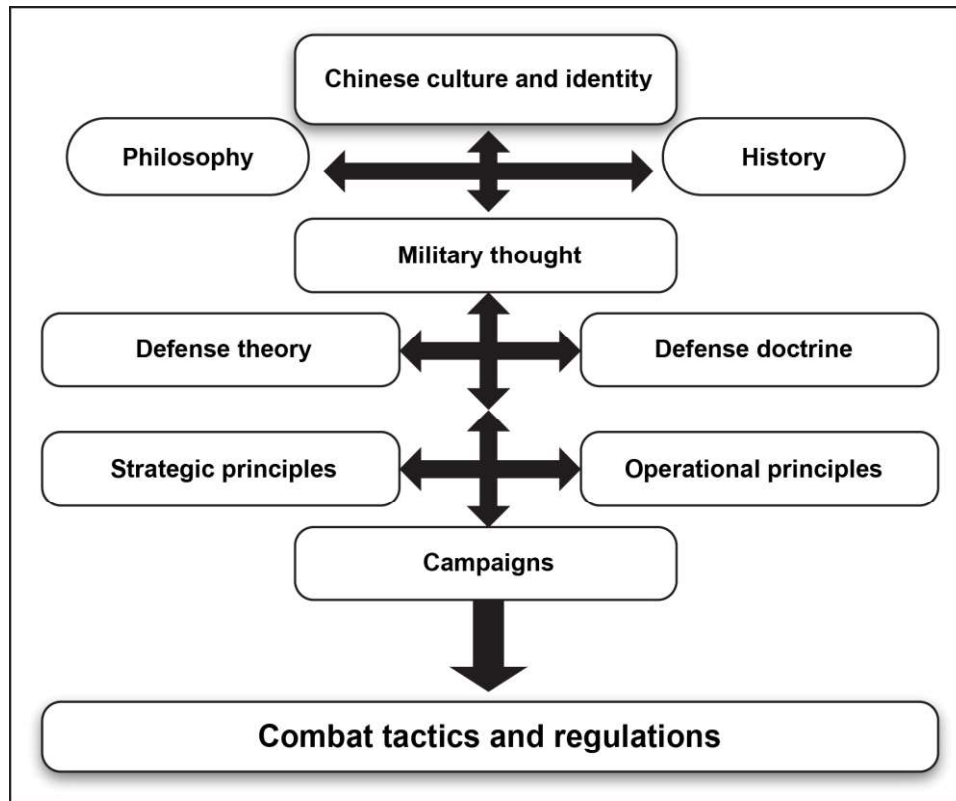 Chinese culture and identity
Philosophy
History
Military thought
Defense theory
Defense doctrine
Strategic principles
Operational principles
Campaigns
Combat tactics and regulations